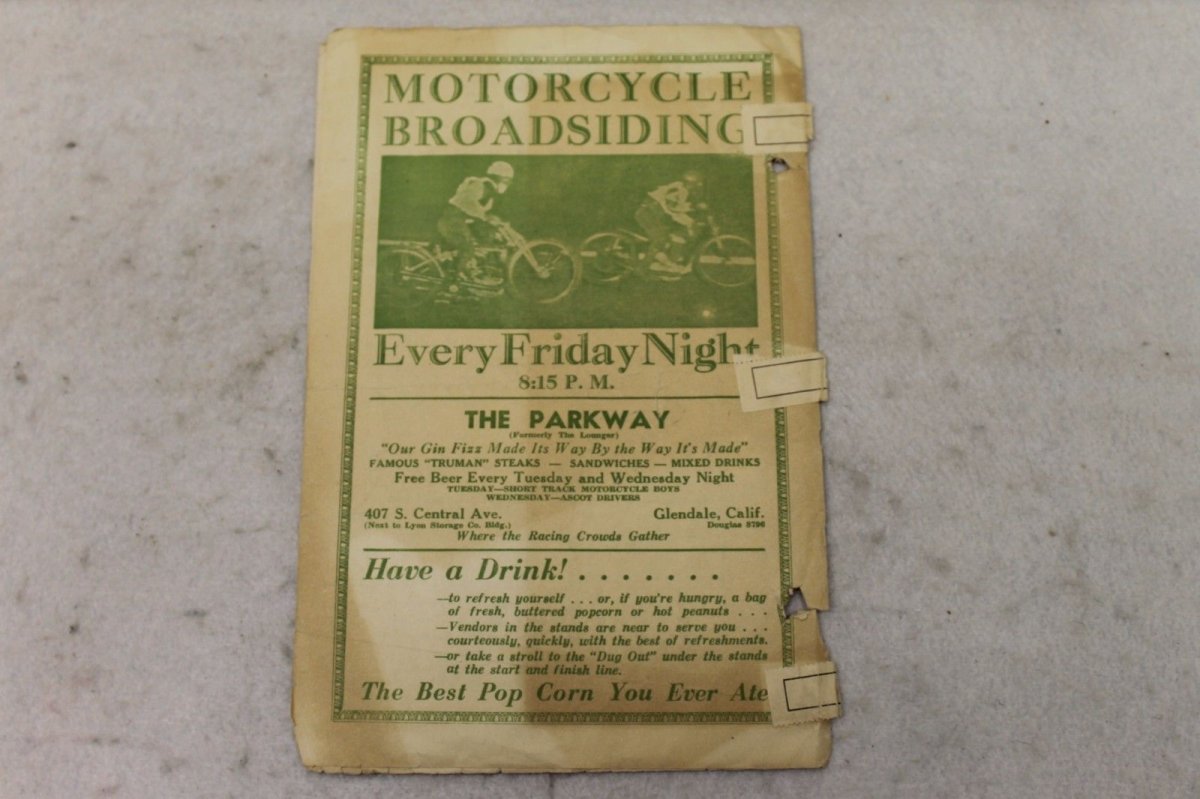 MOTORCYCLE
BROADSIDING
Every Friday Night
8:15 P. M.
THE PARKWAY
(Formerly The Lounger)
"Our Gin Fizz Made Its Way By the Way It's Made"
FAMOUS "TRUMAN" STEAKS — SANDWICHES — MIXED DRINKS
Free Beer Every Tuesday and Wednesday Night
TUESDAY—SHORT TRACK MOTORCYCLE BOYS
WEDNESDAY—ASCOT DRIVERS
407 S. Central Ave. Glendale, Calif.
(Next to Lyon Storage Co. Bldg.) Douglas 8796
Where the Racing Crowds Gather
Have a Drink! . . . . . . .
—to refresh yourself . . . or, if you're hungry, a bag
of fresh, buttered popcorn or hot peanuts . . .
—Vendors in the stands are near to serve you . . .
courteously, quickly, with the best of refreshments.
—or take a stroll to the "Dug Out" under the stands
at the start and finish line.
The Best Pop Corn You Ever Ate